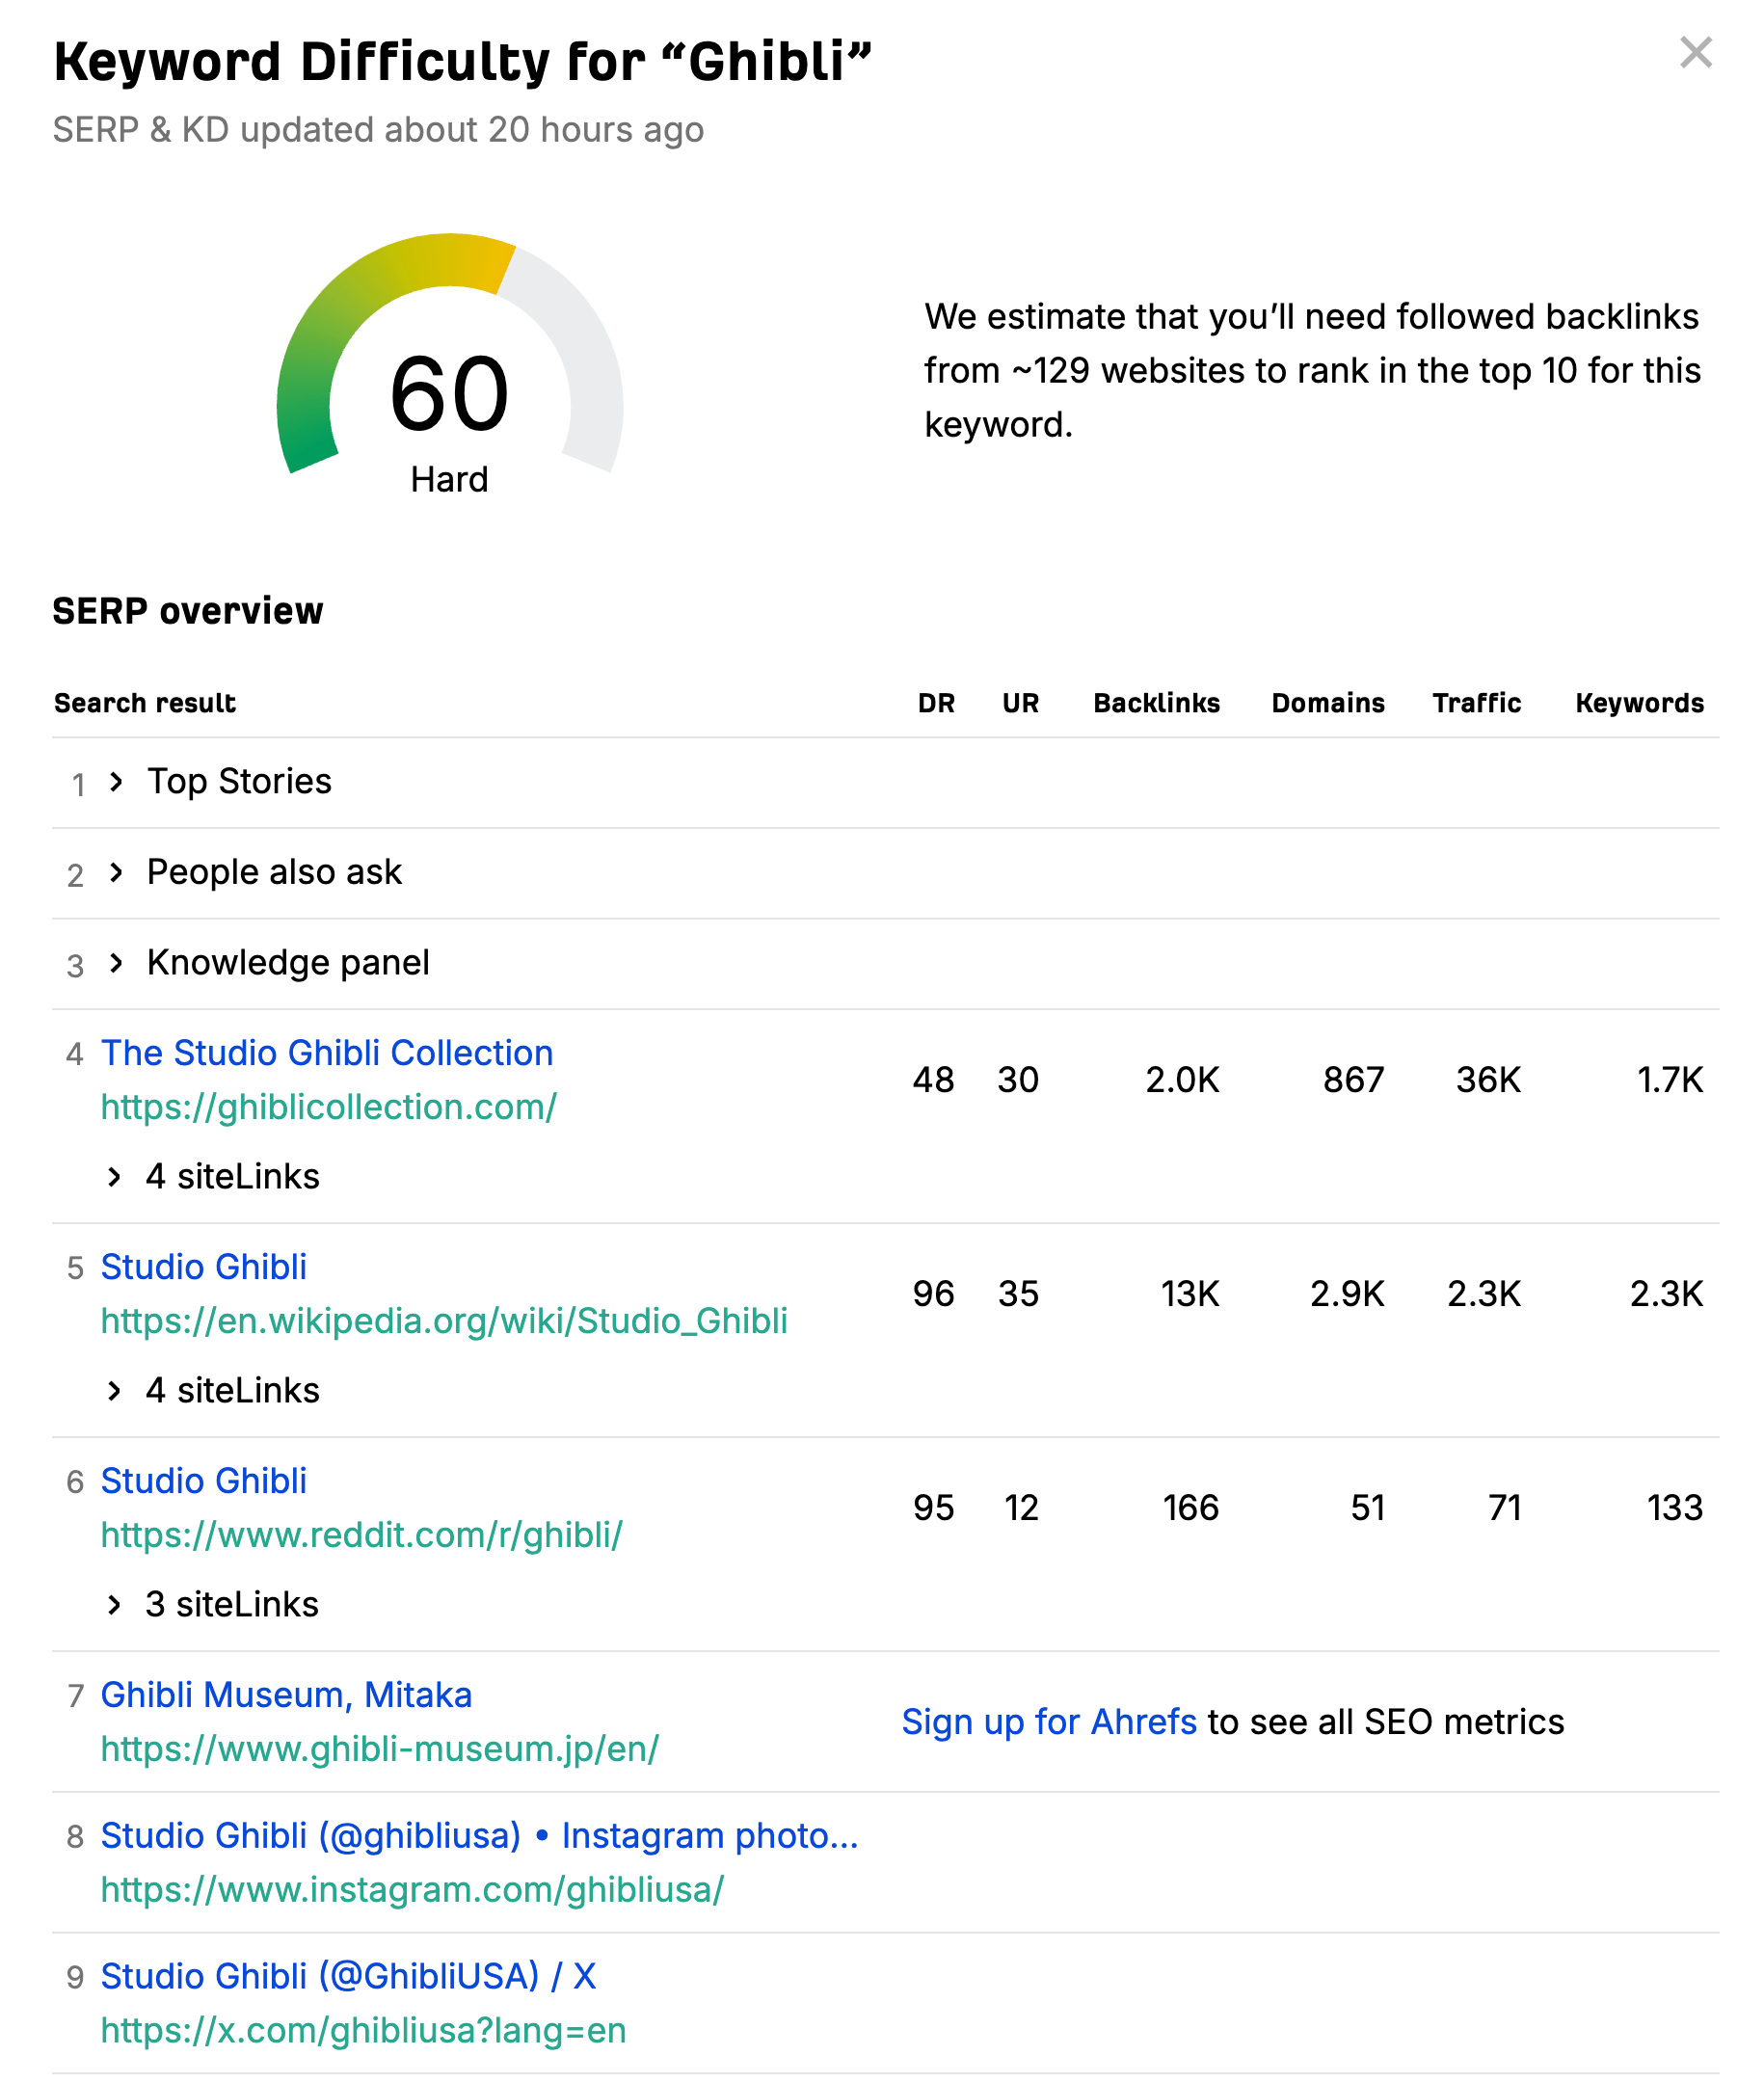 Keyword Difficulty for “Ghibli”
SERP & KD updated about 20 hours ago
60
Hard
We estimate that you’ll need followed backlinks
from ~129 websites to rank in the top 10 for this
keyword.
SERP overview
Search result DR UR Backlinks Domains Traffic Keywords
1 Top Stories
2 People also ask
3 Knowledge panel
4 The Studio Ghibli Collection
https://ghiblicollection.com/
48 30 2.0K 867 36K 1.7K
4 siteLinks
5 Studio Ghibli
https://en.wikipedia.org/wiki/Studio_Ghibli
96 35 13K 2.9K 2.3K 2.3K
4 siteLinks
6 Studio Ghibli
https://www.reddit.com/r/ghibli/
95 12 166 51 71 133
3 siteLinks
7 Ghibli Museum, Mitaka
https://www.ghibli-museum.jp/en/
Sign up for Ahrefs to see all SEO metrics
8 Studio Ghibli (@ghibliusa) • Instagram photo...
https://www.instagram.com/ghibliusa/
9 Studio Ghibli (@GhibliUSA) / X
https://x.com/ghibliusa?lang=en